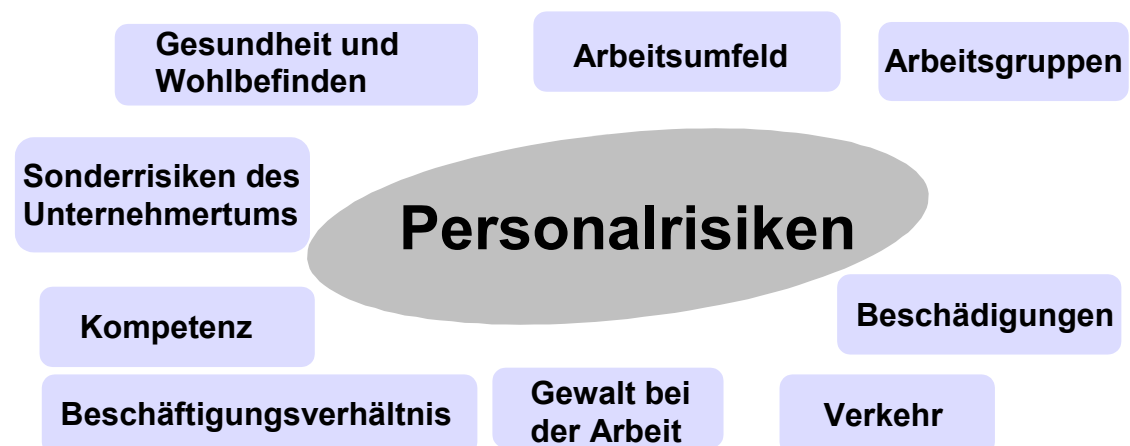 Gesundheit und
Wohlbefinden
Arbeitsumfeld
Arbeitsgruppen
Sonderrisiken des
Unternehmertums
Personalrisiken
Kompetenz
Beschädigungen
Beschäftigungsverhältnis
Gewalt bei
der Arbeit
Verkehr